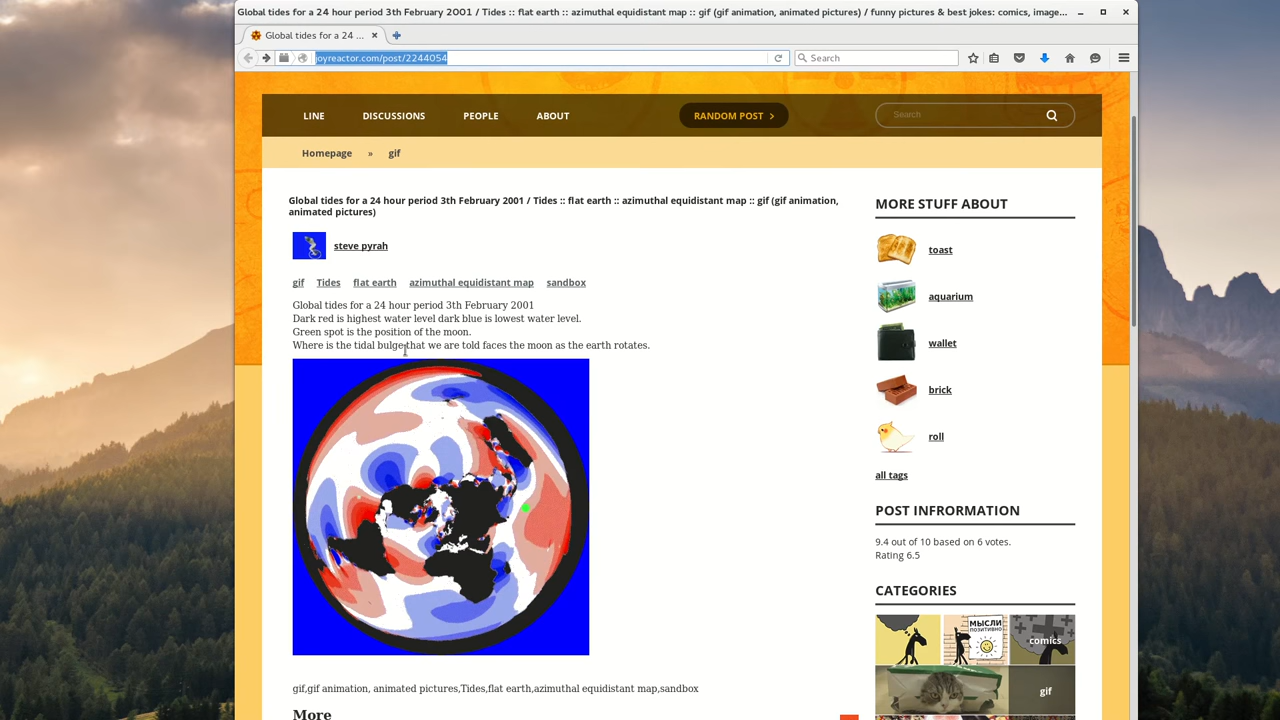 Global tides for a 24 hour period 3th February 2001 / Tides :: flat earth :: azimuthal equidistant map :: gif (gif animation, animated pictures) / funny pictures & best jokes: comics, image...
Global tides for a 24 ...
joyreactor.com/post/2244054
Search
LINE
DISCUSSIONS
PEOPLE
ABOUT
RANDOM POST >
Search
Homepage » gif
Global tides for a 24 hour period 3th February 2001 / Tides :: flat earth :: azimuthal equidistant map :: gif (gif animation,
animated pictures)
steve pyrah
gif Tides flat earth azimuthal equidistant map sandbox
Global tides for a 24 hour period 3th February 2001
Dark red is highest water level dark blue is lowest water level.
Green spot is the position of the moon.
Where is the tidal bulge that we are told faces the moon as the earth rotates.
gif,gif animation, animated pictures,Tides,flat earth,azimuthal equidistant map,sandbox
More
MORE STUFF ABOUT
toast
aquarium
wallet
brick
roll
all tags
POST INFRORMATION
9.4 out of 10 based on 6 votes.
Rating 6.5
CATEGORIES
МЫСЛИ
ПОЗИТИВНО
comics
gif